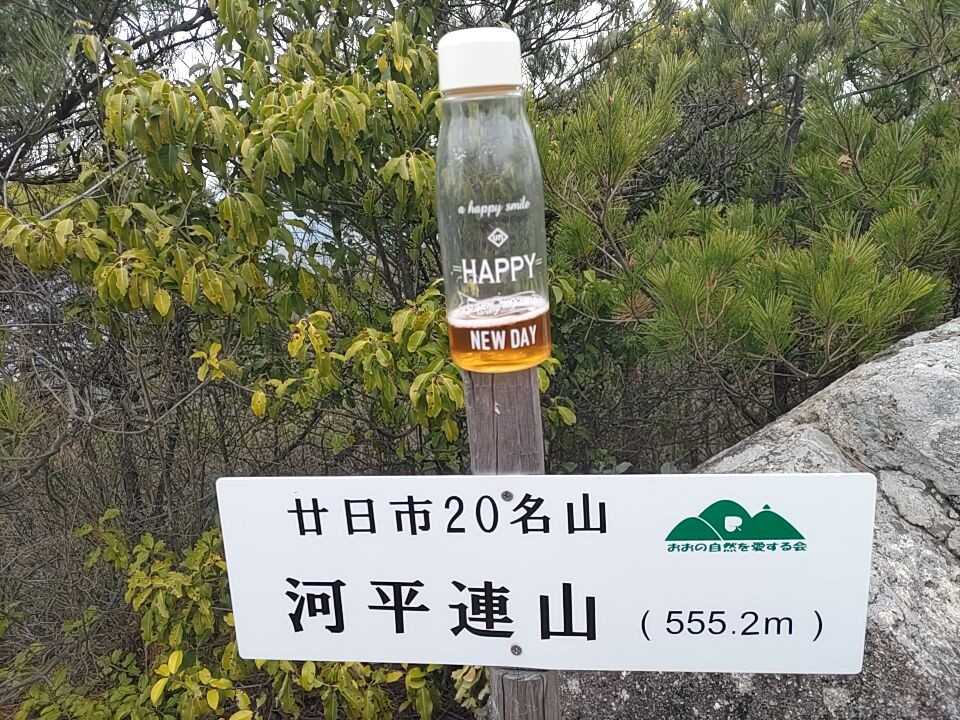 a happy smile
HAPPY
NEW DAY
廿日市20名山
おおの自然を愛する会
河平連山
(555.2m)